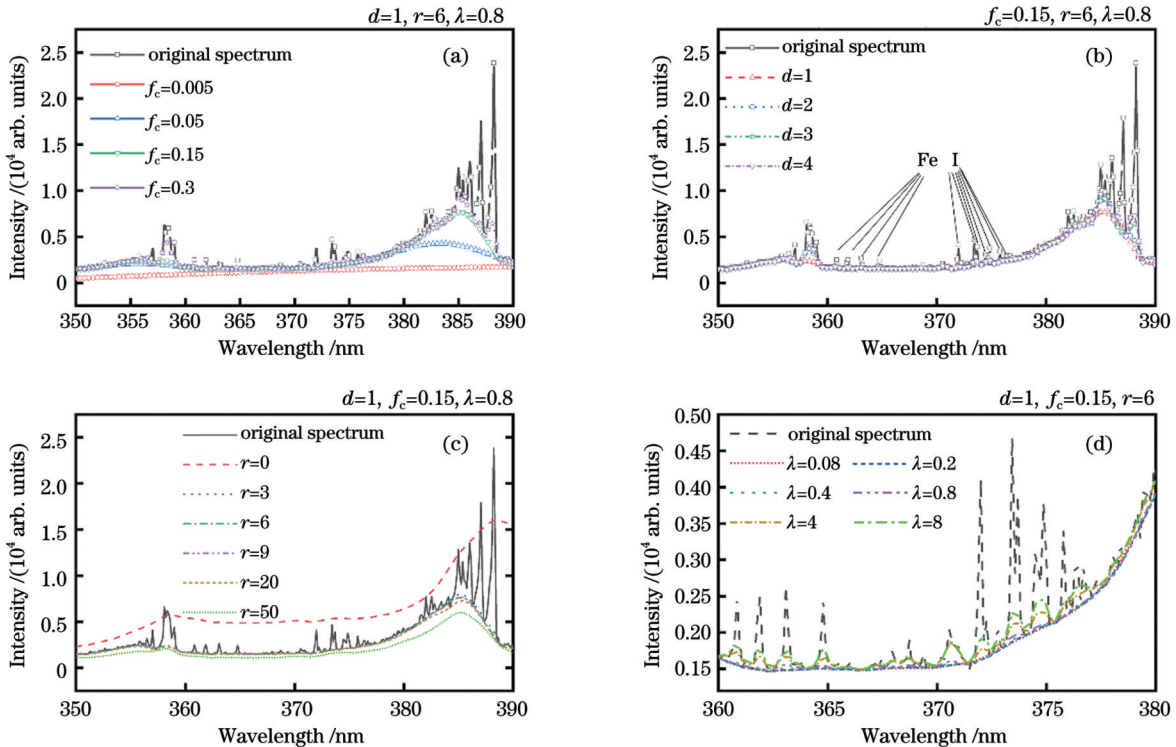 d=1, r=6, λ=0.8
(a)
original spectrum
f_c=0.005
f_c=0.05
f_c=0.15
f_c=0.3
Intensity /(10⁴ arb. units)
2.5
2.0
1.5
1.0
0.5
0
350 355 360 365 370 375 380 385 390
Wavelength /nm
f_c=0.15, r=6, λ=0.8
(b)
original spectrum
d=1
d=2
d=3
d=4
Fe I
Intensity /(10⁴ arb. units)
2.5
2.0
1.5
1.0
0.5
0
350 360 370 380 390
Wavelength /nm
d=1, f_c=0.15, λ=0.8
(c)
original spectrum
r=0
r=3
r=6
r=9
r=20
r=50
Intensity /(10⁴ arb. units)
2.5
2.0
1.5
1.0
0.5
0
350 360 370 380 390
Wavelength /nm
d=1, f_c=0.15, r=6
(d)
original spectrum
λ=0.08 λ=0.2
λ=0.4 λ=0.8
λ=4 λ=8
Intensity /(10⁴ arb. units)
0.50
0.45
0.40
0.35
0.30
0.25
0.20
0.15
360 365 370 375 380
Wavelength /nm